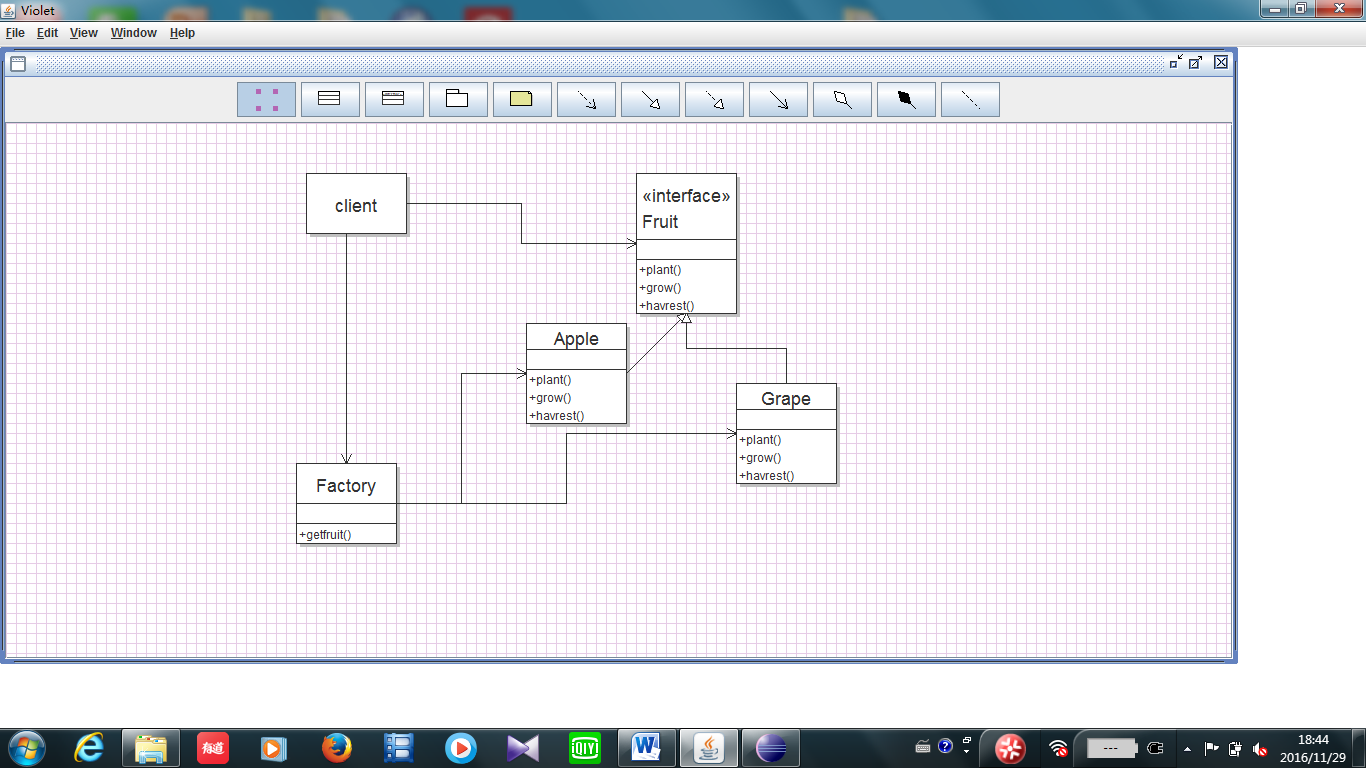 Violet
File Edit View Window Help
client
«interface»
Fruit
+plant()
+grow()
+havrest()
Apple
+plant()
+grow()
+havrest()
Grape
+plant()
+grow()
+havrest()
Factory
+getfruit()
有道
iQIYI
W
---
18:44
2016/11/29